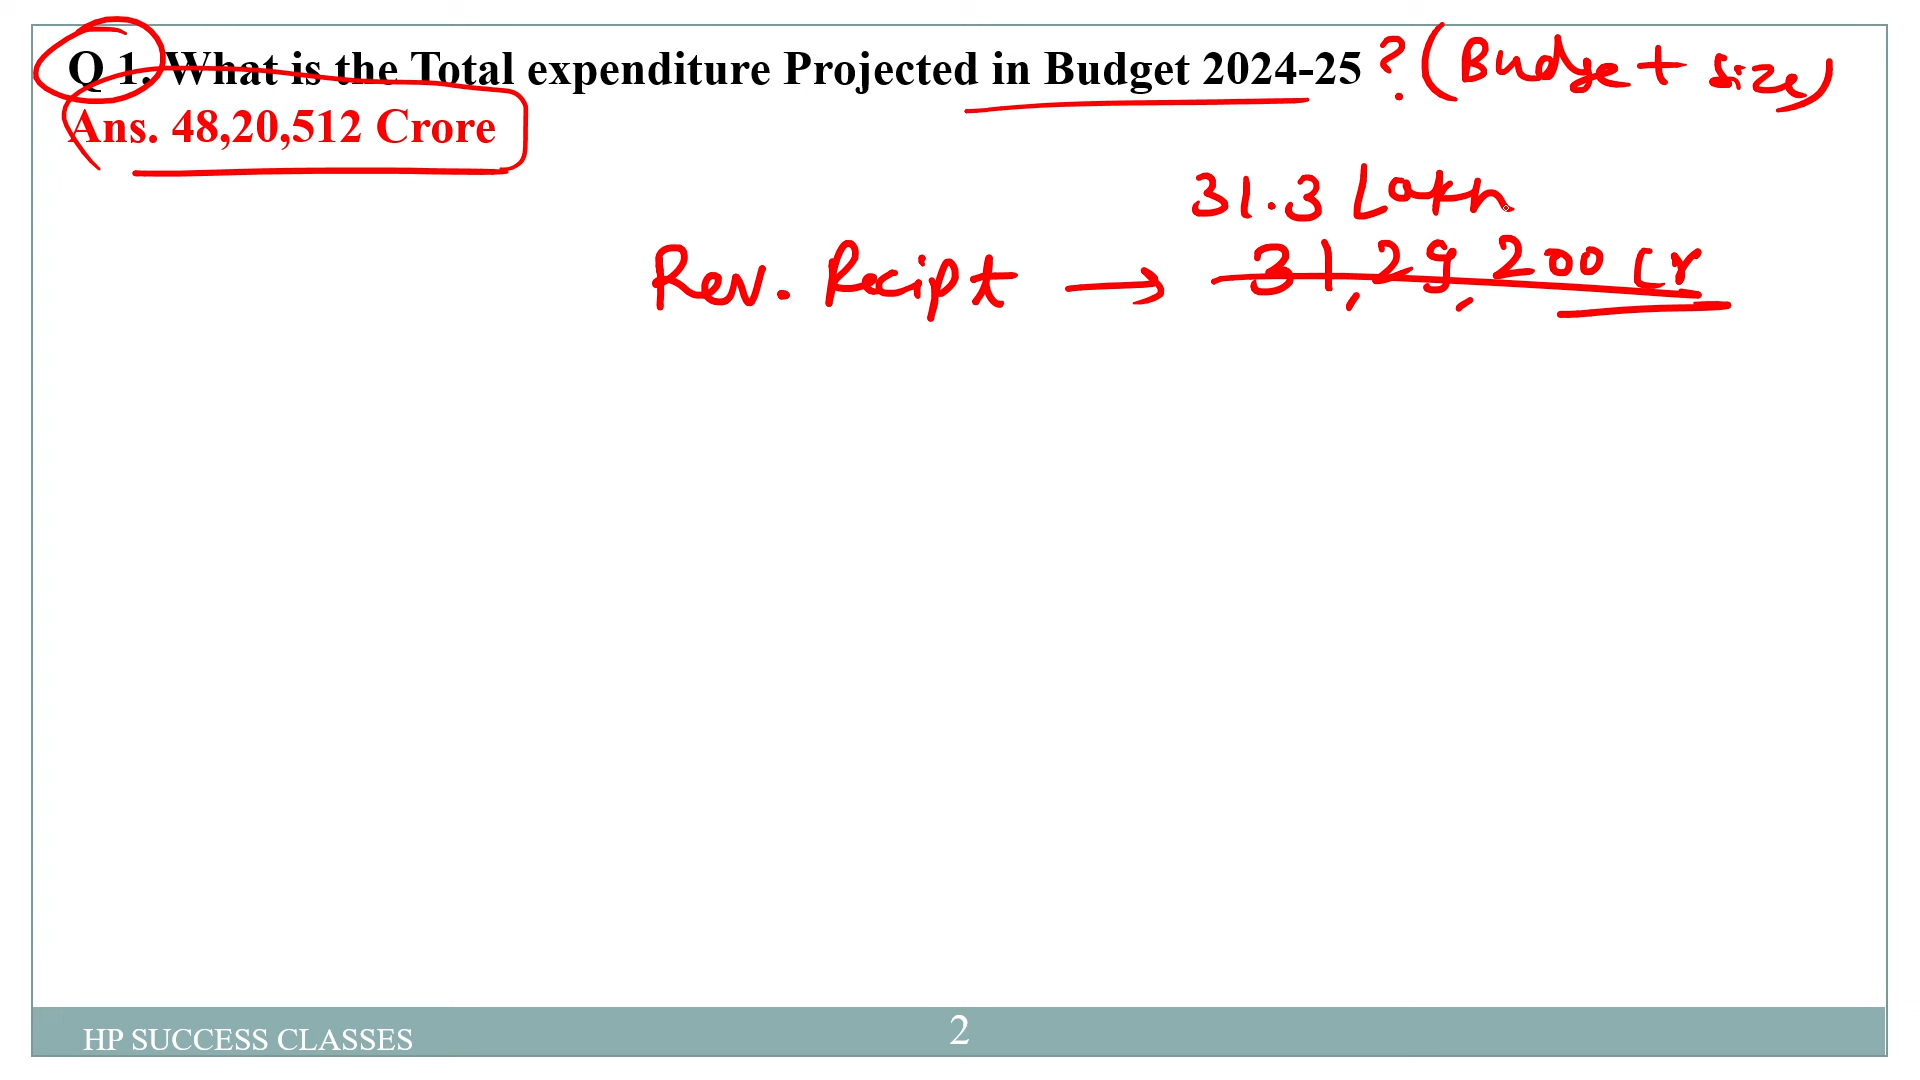 Q 1. What is the Total expenditure Projected in Budget 2024-25 ? (Budget size)
Ans. 48,20,512 Crore
31.3 Lakh
Rev. Recipt → 31,29,200 Cr
HP SUCCESS CLASSES
2